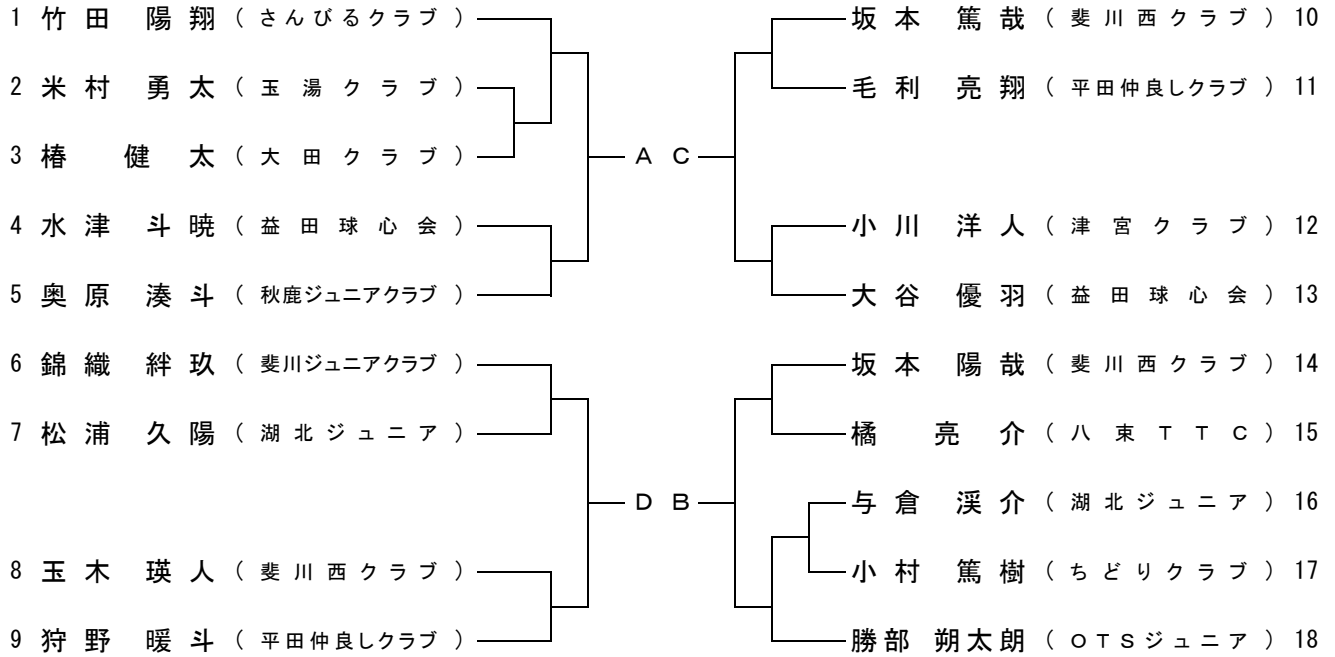 1 竹田 陽翔 ( さんびるクラブ )
2 米村 勇太 ( 玉湯クラブ )
3 椿 健太 ( 大田クラブ )
4 水津 斗暁 ( 益田球心会 )
5 奥原 湊斗 ( 秋鹿ジュニアクラブ )
A
6 錦織 絆玖 ( 斐川ジュニアクラブ )
7 松浦 久陽 ( 湖北ジュニア )
8 玉木 瑛人 ( 斐川西クラブ )
9 狩野 暖斗 ( 平田仲良しクラブ )
D
坂本 篤哉 ( 斐川西クラブ ) 10
毛利 亮翔 ( 平田仲良しクラブ ) 11
C
小川 洋人 ( 津宮クラブ ) 12
大谷 優羽 ( 益田球心会 ) 13
坂本 陽哉 ( 斐川西クラブ ) 14
橘 亮介 ( 八束TTC ) 15
B
与倉 渓介 ( 湖北ジュニア ) 16
小村 篤樹 ( ちどりクラブ ) 17
勝部 朔太朗 ( OTSジュニア ) 18